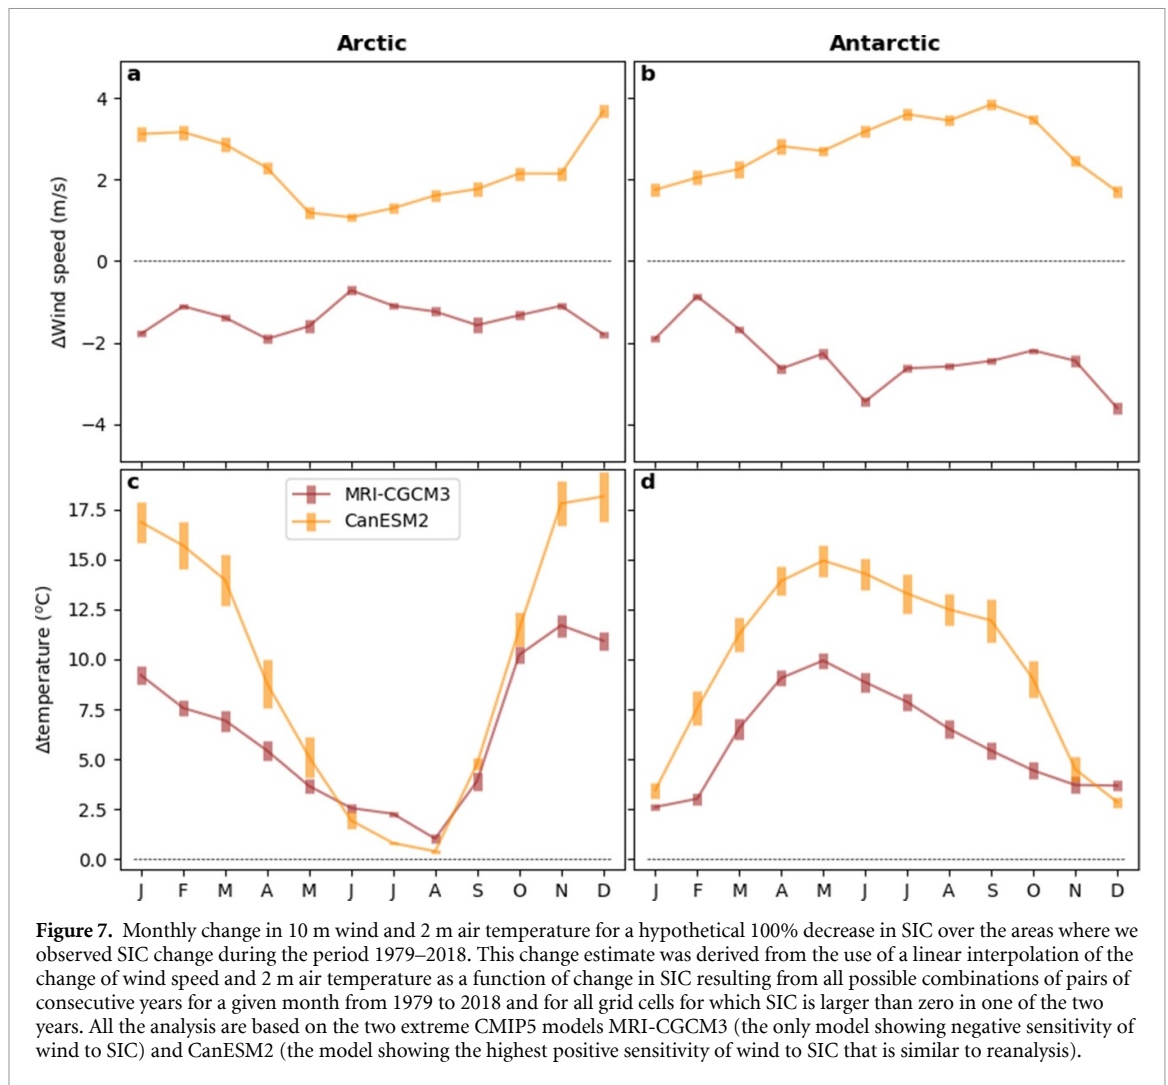 Arctic
Antarctic
a
b
4
2
0
−2
−4
ΔWind speed (m/s)
c
d
MRI-CGCM3
CanESM2
17.5
15.0
12.5
10.0
7.5
5.0
2.5
0.0
Δtemperature (°C)
J F M A M J J A S O N D
J F M A M J J A S O N D
Figure 7. Monthly change in 10 m wind and 2 m air temperature for a hypothetical 100% decrease in SIC over the areas where we
observed SIC change during the period 1979–2018. This change estimate was derived from the use of a linear interpolation of the
change of wind speed and 2 m air temperature as a function of change in SIC resulting from all possible combinations of pairs of
consecutive years for a given month from 1979 to 2018 and for all grid cells for which SIC is larger than zero in one of the two
years. All the analysis are based on the two extreme CMIP5 models MRI-CGCM3 (the only model showing negative sensitivity of
wind to SIC) and CanESM2 (the model showing the highest positive sensitivity of wind to SIC that is similar to reanalysis).